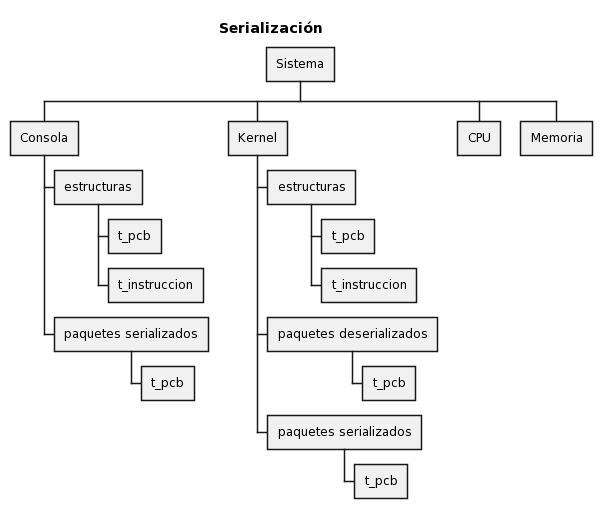 Serialización
Sistema
Consola
Kernel
CPU
Memoria
estructuras
t_pcb
t_instruccion
paquetes serializados
t_pcb
estructuras
t_pcb
t_instruccion
paquetes deserializados
t_pcb
paquetes serializados
t_pcb